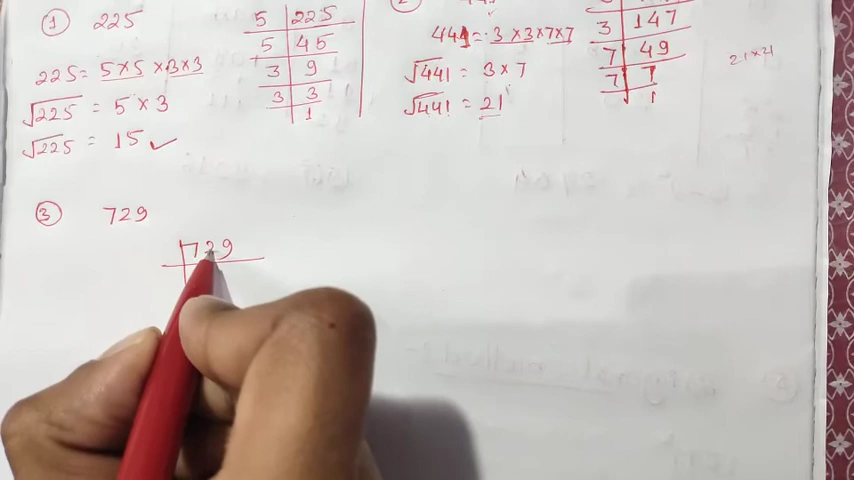 ① 225
225 = 5 × 5 × 3 × 3
√225 = 5 × 3
√225 = 15 ✓
5 | 225
5 | 45
3 | 9
3 | 3
1
441 = 3 × 3 × 7 × 7
√441 = 3 × 7
√441 = 21
3 | 147
7 | 49
7 | 7
1
21 × 21
③ 729
729